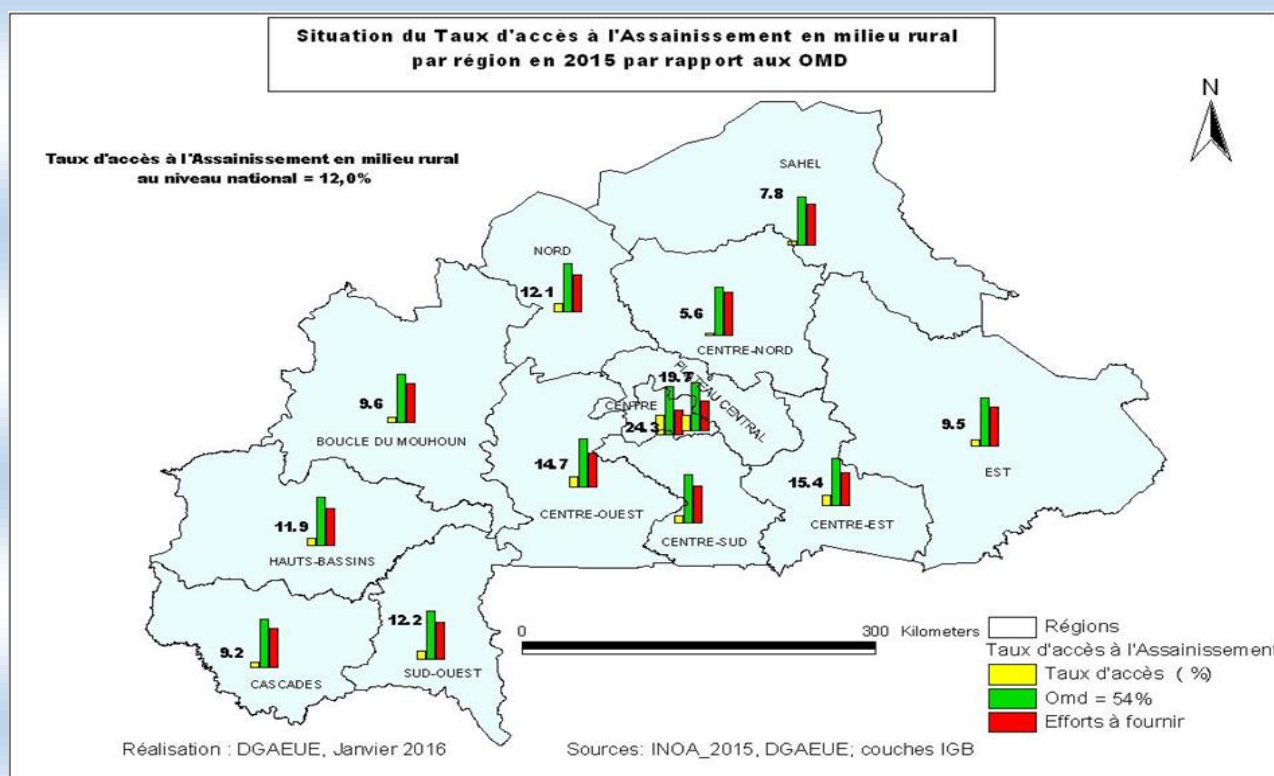 Situation du Taux d'accès à l'Assainissement en milieu rural
par région en 2015 par rapport aux OMD
N
Taux d'accès à l'Assainissement en milieu rural
au niveau national = 12,0%
SAHEL
7.8
NORD
12.1
5.6
CENTRE-NORD
19.7
PLATEAU CENTRAL
CENTRE
24.3
9.6
BOUCLE DU MOUHOUN
9.5
EST
14.7
CENTRE-OUEST
15.4
CENTRE-EST
CENTRE-SUD
11.9
HAUTS-BASSINS
12.2
SUD-OUEST
9.2
CASCADES
0 300 Kilometers
Régions
Taux d'accès à l'Assainissement
Taux d'accès ( %)
Omd = 54%
Efforts à fournir
Réalisation : DGAEUE, Janvier 2016
Sources: INOA_2015, DGAEUE; couches IGB